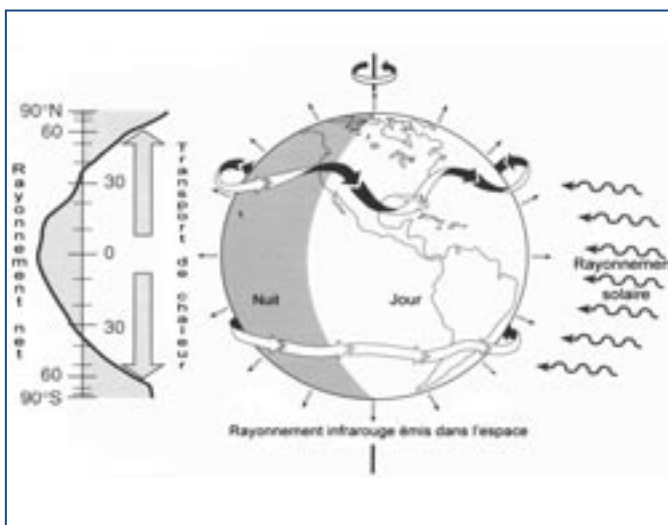 90°N
60
30
0
30
60
90°S
Rayonnement net
Transport de chaleur
Nuit
Jour
Rayonnement
solaire
Rayonnement infrarouge émis dans l'espace